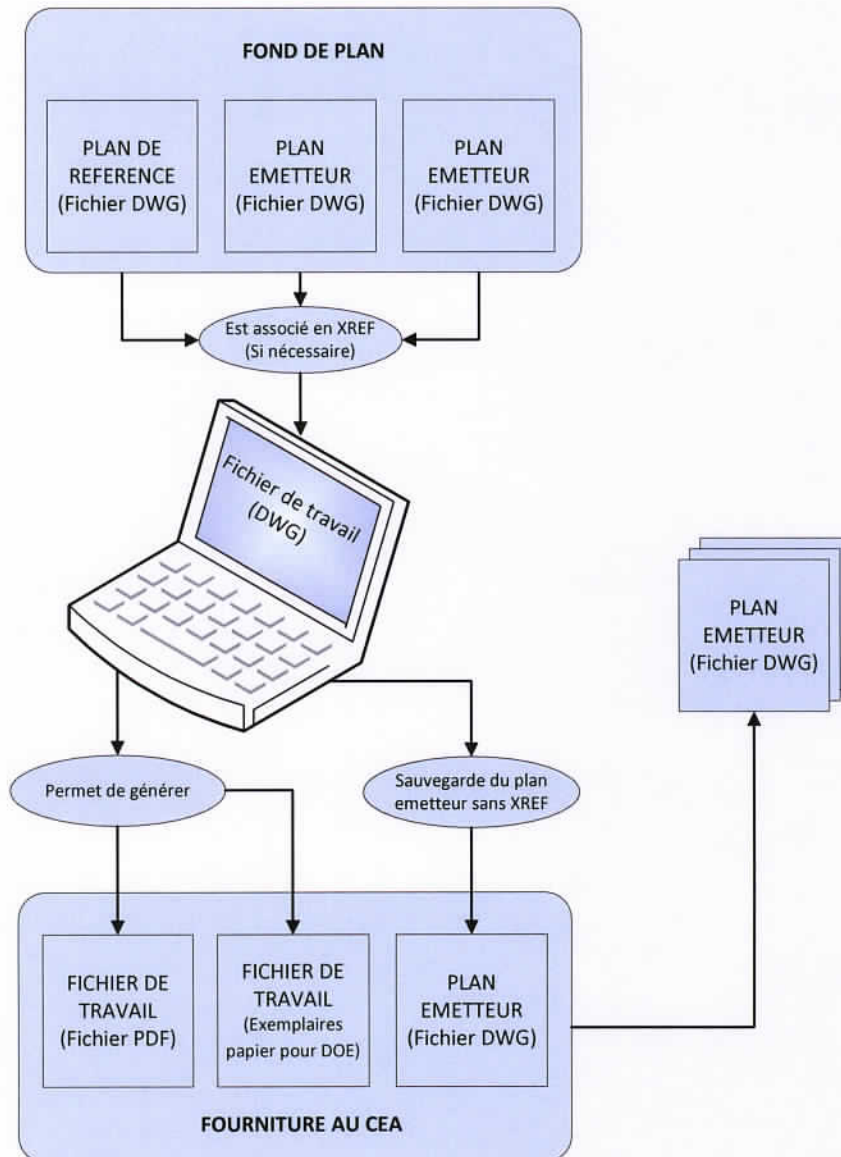 FOND DE PLAN
PLAN DE
REFERENCE
(Fichier DWG)
PLAN
EMETTEUR
(Fichier DWG)
PLAN
EMETTEUR
(Fichier DWG)
Est associé en XREF
(Si nécessaire)
Fichier de travail
(DWG)
PLAN
EMETTEUR
(Fichier DWG)
Permet de générer
Sauvegarde du plan
emetteur sans XREF
FICHIER DE
TRAVAIL
(Fichier PDF)
FICHIER DE
TRAVAIL
(Exemplaires
papier pour DOE)
PLAN
EMETTEUR
(Fichier DWG)
FOURNITURE AU CEA